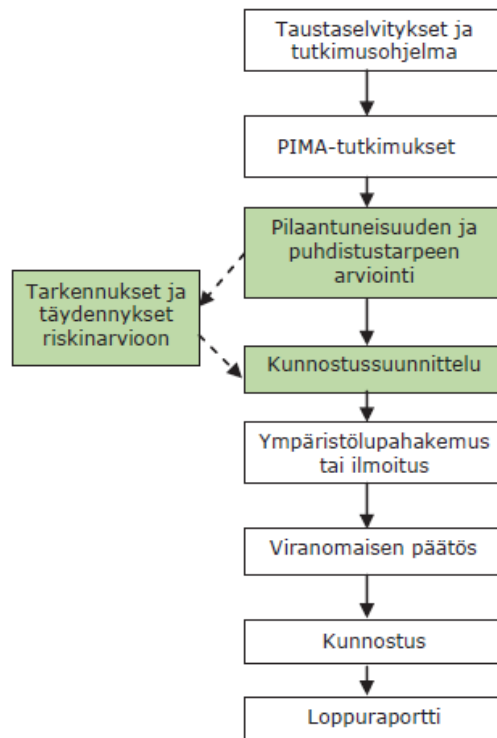 Taustaselvitykset ja
tutkimusohjelma
PIMA-tutkimukset
Pilaantuneisuuden ja
puhdistustarpeen
arviointi
Tarkennukset ja
täydennykset
riskinarvioon
Kunnostussuunnittelu
Ympäristölupahakemus
tai ilmoitus
Viranomaisen päätös
Kunnostus
Loppuraportti